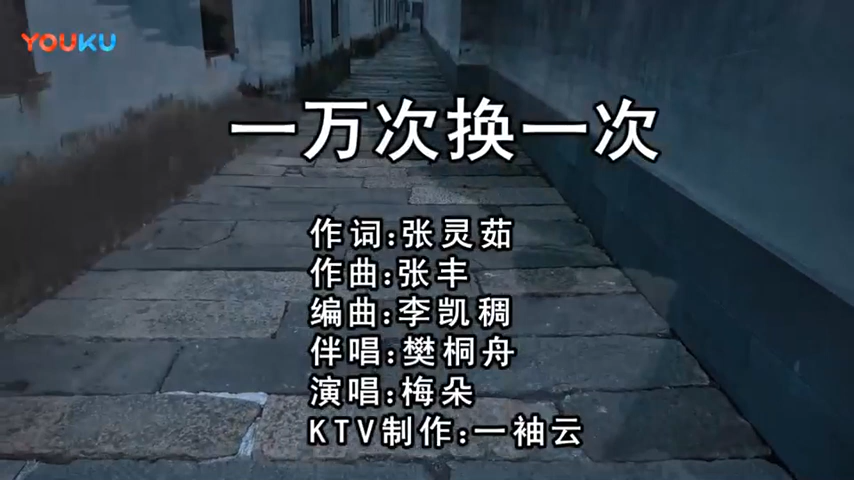 YOUKU
一万次换一次
作词:张灵茹
作曲:张丰
编曲:李凯稠
伴唱:樊桐舟
演唱:梅朵
KTV制作:一袖云